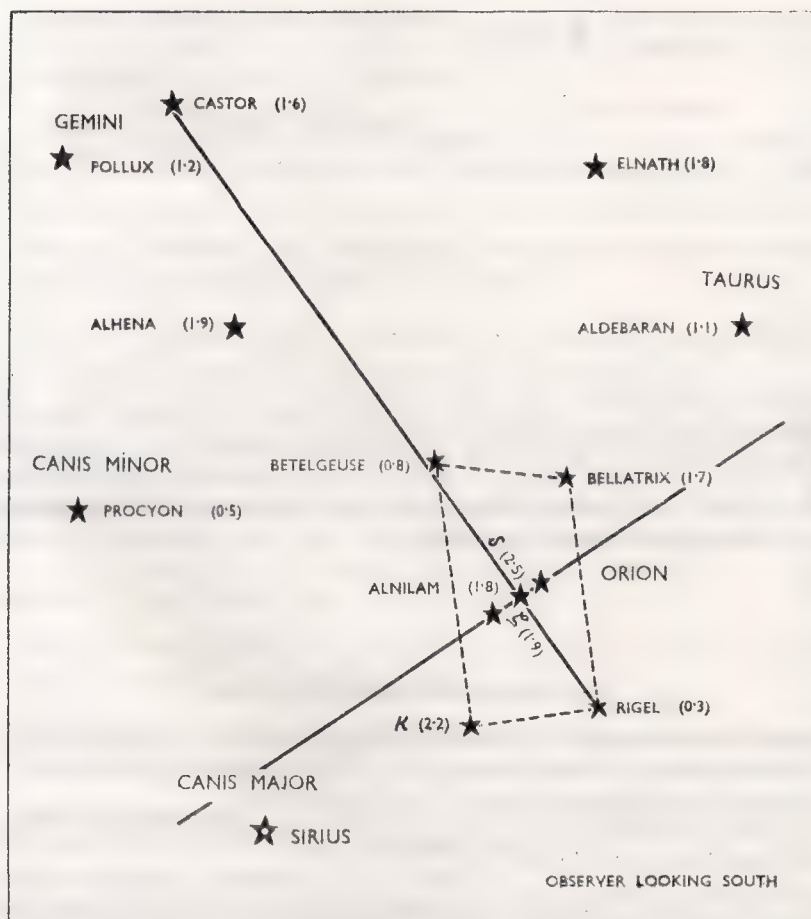 CASTOR (1·6)
GEMINI
POLLUX (1·2)
ELNATH (1·8)
TAURUS
ALHENA (1·9)
ALDEBARAN (1·1)
BETELGEUSE (0·8)
CANIS MINOR
BELLATRIX (1·7)
PROCYON (0·5)
δ (2·5)
ORION
ALNILAM (1·8)
ζ (1·9)
RIGEL (0·3)
K (2·2)
CANIS MAJOR
SIRIUS
OBSERVER LOOKING SOUTH